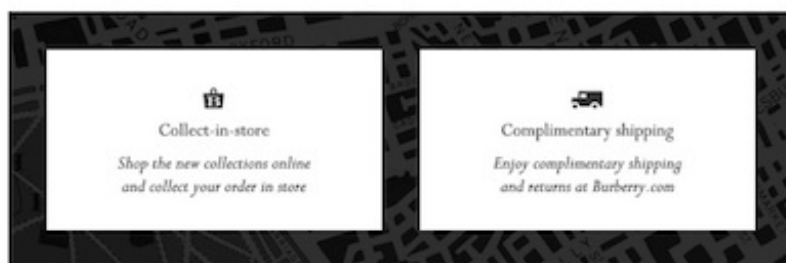 OXFORD
Collect-in-store
Shop the new collections online
and collect your order in store
Complimentary shipping
Enjoy complimentary shipping
and returns at Burberry.com